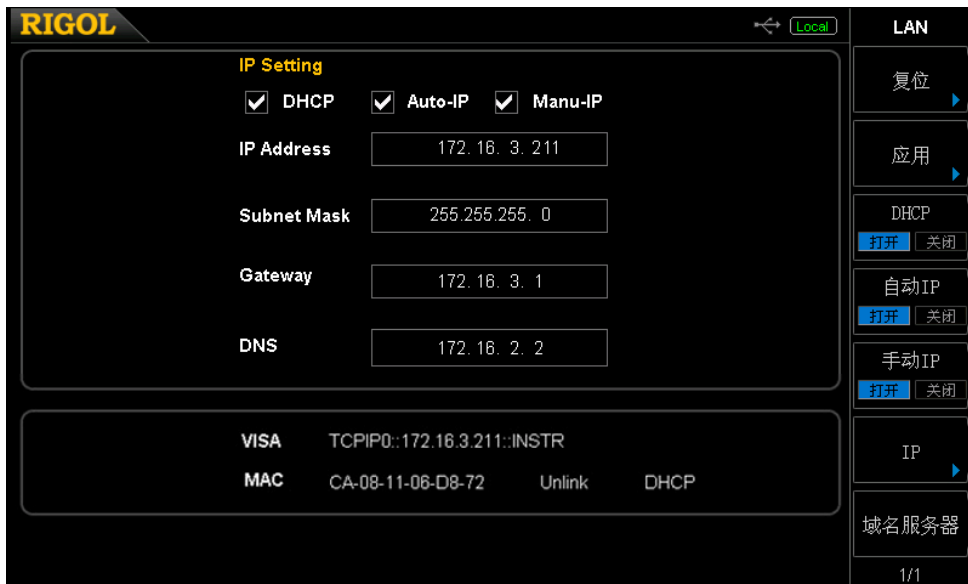 RIGOL
Local
LAN
IP Setting
DHCP Auto-IP Manu-IP
IP Address 172. 16. 3. 211
Subnet Mask 255.255.255. 0
Gateway 172. 16. 3. 1
DNS 172. 16. 2. 2
VISA TCPIP0::172.16.3.211::INSTR
MAC CA-08-11-06-D8-72 Unlink DHCP
复位
应用
DHCP
打开 关闭
自动IP
打开 关闭
手动IP
打开 关闭
IP
域名服务器
1/1